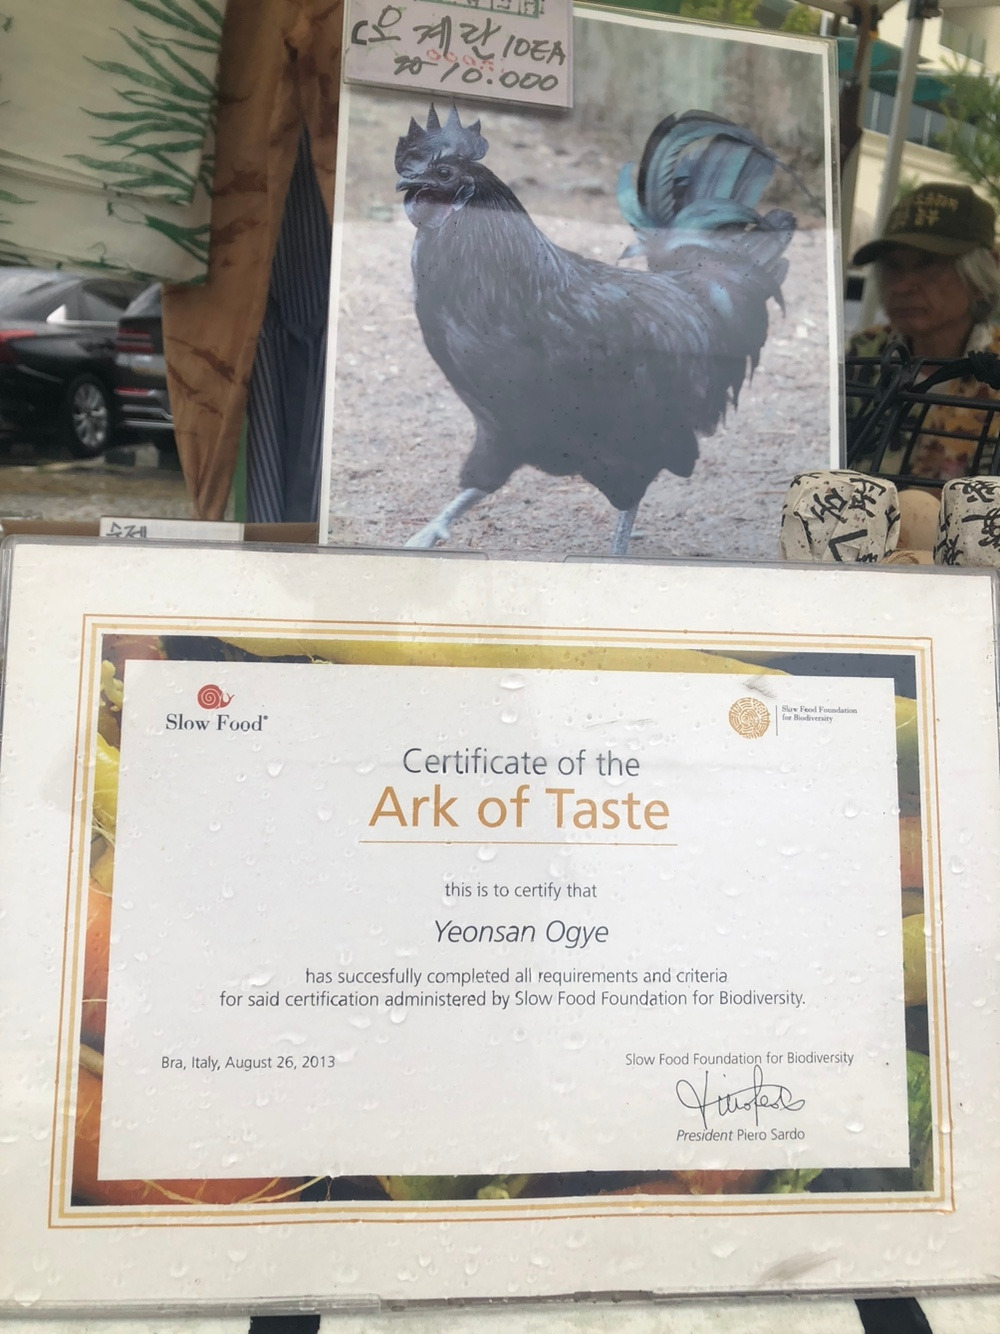 오계란 10EA
10.000
수제
Slow Food®
Slow Food Foundation
for Biodiversity
Certificate of the
Ark of Taste
this is to certify that
Yeonsan Ogye
has succesfully completed all requirements and criteria
for said certification administered by Slow Food Foundation for Biodiversity.
Bra, Italy, August 26, 2013
Slow Food Foundation for Biodiversity
President Piero Sardo